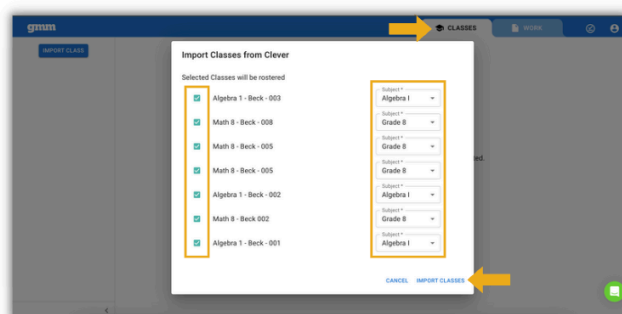 gmm
CLASSES
WORK
IMPORT CLASS
Import Classes from Clever
Selected Classes will be rostered
Algebra 1 - Beck - 003
Subject *
Algebra I
Math 8 - Beck - 008
Subject *
Grade 8
Math 8 - Beck - 005
Subject *
Grade 8
Math 8 - Beck - 005
Subject *
Grade 8
Algebra 1 - Beck - 002
Subject *
Algebra I
Math 8 - Beck 002
Subject *
Grade 8
Algebra 1 - Beck - 001
Subject *
Algebra I
CANCEL
IMPORT CLASSES